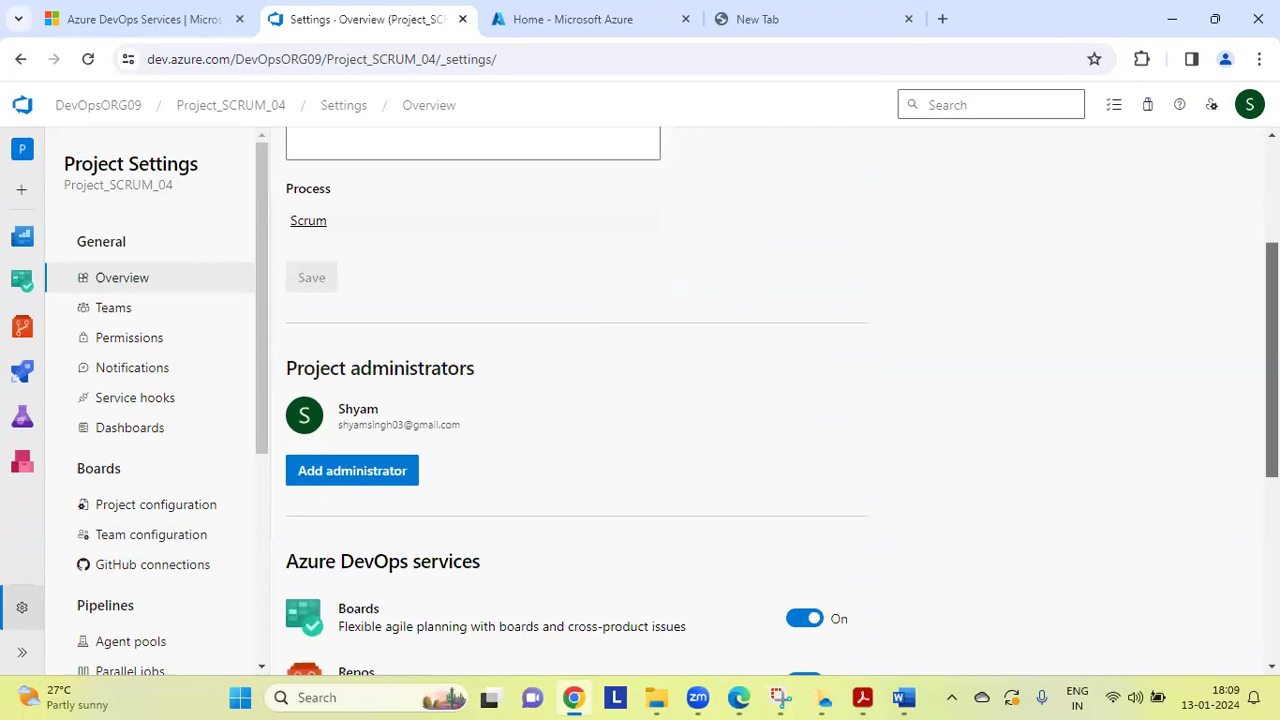 Azure DevOps Services | Micros
Settings · Overview (Project_SC
Home - Microsoft Azure
New Tab
dev.azure.com/DevOpsORG09/Project_SCRUM_04/_settings/
DevOpsORG09 / Project_SCRUM_04 / Settings / Overview
Search
S
P
Project Settings
Project_SCRUM_04
General
Overview
Teams
Permissions
Notifications
Service hooks
Dashboards
Boards
Project configuration
Team configuration
GitHub connections
Pipelines
Agent pools
Parallel jobs
Process
Scrum
Save
Project administrators
S
Shyam
shyamsingh03@gmail.com
Add administrator
Azure DevOps services
Boards
Flexible agile planning with boards and cross-product issues
On
Repos
27°C
Partly sunny
Search
L
zm
W
ENG
IN
18:09
13-01-2024